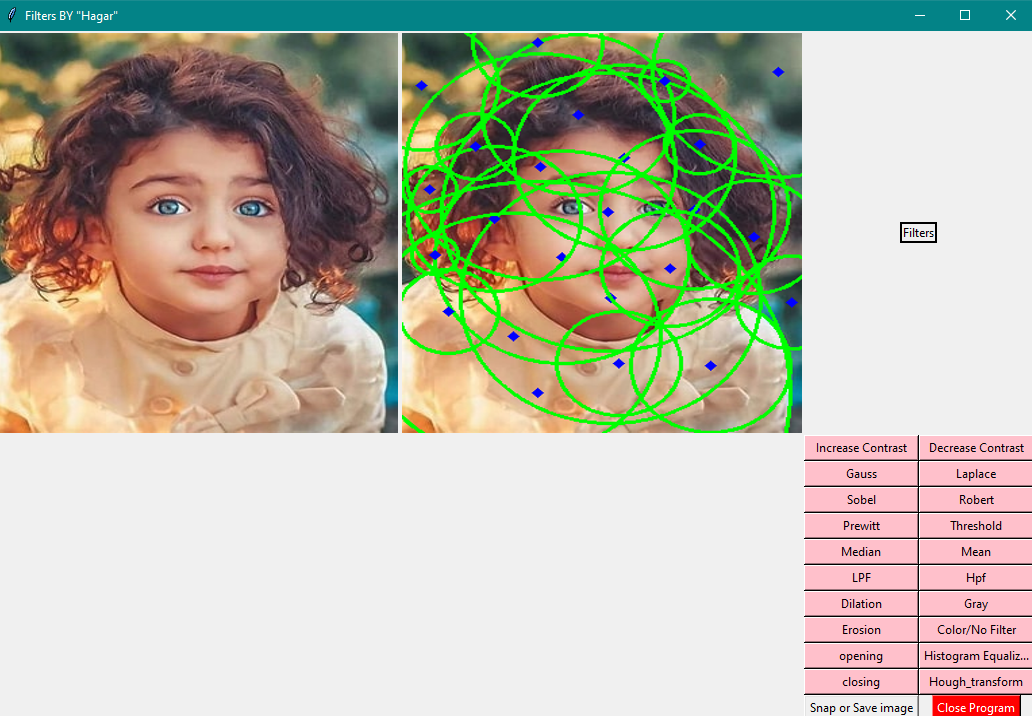 Filters BY "Hagar"
Filters
Increase Contrast Decrease Contrast
Gauss Laplace
Sobel Robert
Prewitt Threshold
Median Mean
LPF Hpf
Dilation Gray
Erosion Color/No Filter
opening Histogram Equaliz...
closing Hough_transform
Snap or Save image Close Program